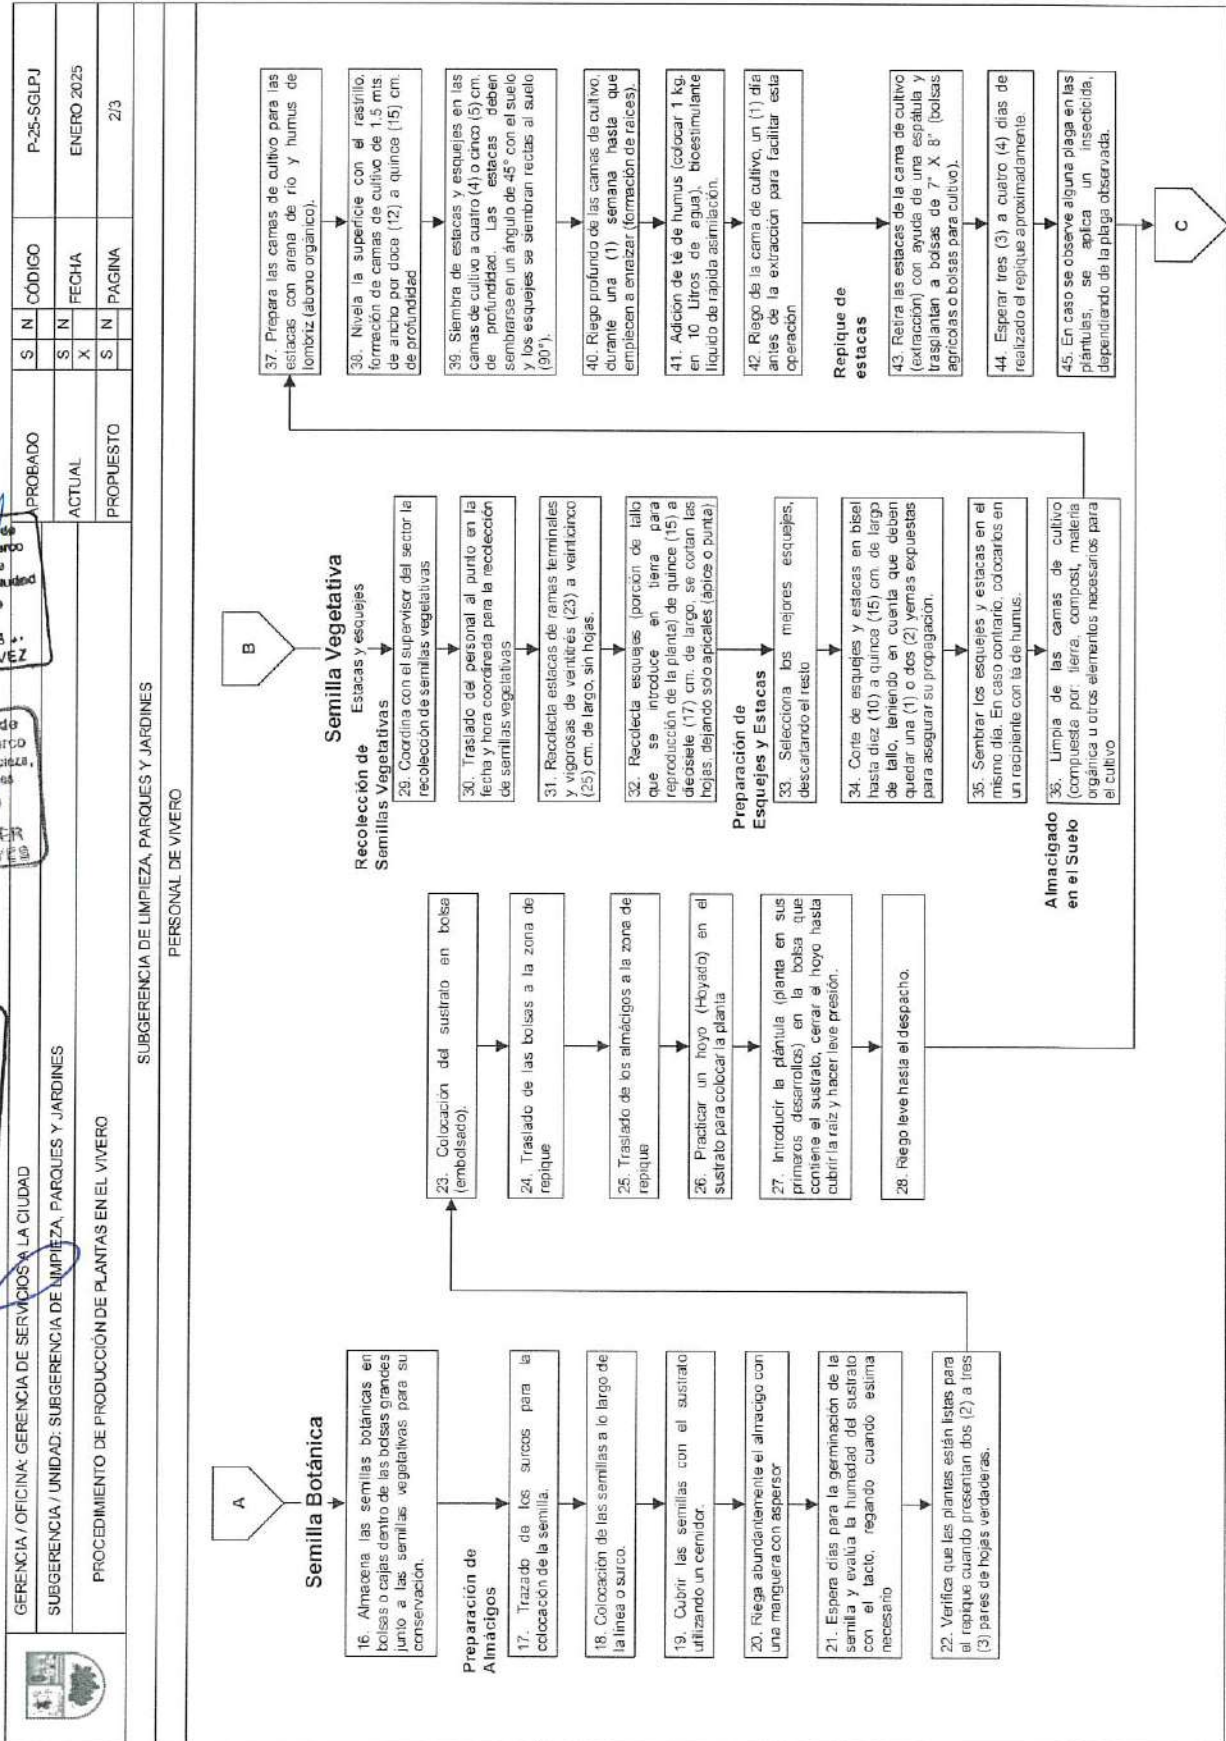 GERENCIA / OFICINA: GERENCIA DE SERVICIOS A LA CIUDAD
SUBGERENCIA / UNIDAD: SUBGERENCIA DE LIMPIEZA, PARQUES Y JARDINES
PROCEDIMIENTO DE PRODUCCIÓN DE PLANTAS EN EL VIVERO
APROBADO S N CÓDIGO P-25-SGLPJ
ACTUAL S N X FECHA ENERO 2025
PROPUESTO S N PAGINA 2/3
SUBGERENCIA DE LIMPIEZA, PARQUES Y JARDINES
PERSONAL DE VIVERO
A
Semilla Botánica
16. Almacena las semillas botánicas en
bolsas o cajas dentro de las bolsas grandes
junto a las semillas vegetativas para su
conservación.
Preparación de
Almácigos
17. Trazado de los surcos para la
colocación de la semilla.
18. Colocación de las semillas a lo largo de
la línea o surco.
19. Cubrir las semillas con el sustrato
utilizando un cernidor.
20. Riega abundantemente el almacigo con
una manguera con aspersor
21. Espera días para la germinación de la
semilla y evalúa la humedad del sustrato
con el tacto, regando cuando estima
necesario
22. Verifica que las plantas están listas para
el repique cuando presentan dos (2) a tres
(3) pares de hojas verdaderas.
23. Colocación del sustrato en bolsa
(embolsado).
24. Traslado de las bolsas a la zona de
repique
25. Traslado de los almácigos a la zona de
repique
26. Practicar un hoyo (Hoyado) en el
sustrato para colocar la planta
27. Introducir la plántula (planta en sus
primeros desarrollos) en la bolsa que
contiene el sustrato, cerrar el hoyo hasta
cubrir la raiz y hacer leve presión.
28. Riego leve hasta el despacho.
B
Semilla Vegetativa
Estacas y esquejes
Recolección de
Semillas Vegetativas
29. Coordina con el supervisor del sector la
recolección de semillas vegetativas
30. Traslado del personal al punto en la
fecha y hora coordinada para la recolección
de semillas vegetativas
31. Recolecta estacas de ramas terminales
y vigorosas de veintitrés (23) a veinticinco
(25) cm. de largo, sin hojas.
32. Recolecta esquejes (porción de tallo
que se introduce en tierra para
reproducción de la planta) de quince (15) a
diecisiete (17) cm. de largo, se cortan las
hojas, dejando solo apicales (ápice o punta)
Preparación de
Esquejes y Estacas
33. Selecciona los mejores esquejes,
descartando el resto
34. Corte de esquejes y estacas en bisel
hasta diez (10) a quince (15) cm. de largo
de tallo, teniendo en cuenta que deben
quedar una (1) o dos (2) yemas expuestas
para asegurar su propagación.
35. Sembrar los esquejes y estacas en el
mismo día. En caso contrario, colocarlos en
un recipiente con té de humus.
Almacigado
en el Suelo
36. Limpia de las camas de cultivo
(compuesta por: tierra, compost, materia
orgánica u otros elementos necesarios para
el cultivo
37. Prepara las camas de cultivo para las
estacas con arena de río y humus de
lombriz (abono orgánico).
38. Nivela la superficie con el rastrillo,
formación de camas de cultivo de 1.5 mts.
de ancho por doce (12) a quince (15) cm.
de profundidad
39. Siembra de estacas y esquejes en las
camas de cultivo a cuatro (4) o cinco (5) cm.
de profundidad. Las estacas deben
sembrarse en un ángulo de 45° con el suelo
y los esquejes se siembran rectas al suelo
(90°).
40. Riego profundo de las camas de cultivo,
durante una (1) semana hasta que
empiecen a enraizar (formación de raíces).
41. Adición de té de humus (colocar 1 kg.
en 10 Litros de agua), bioestimulante
líquido de rápida asimilación.
42. Riego de la cama de cultivo, un (1) día
antes de la extracción para facilitar esta
operación
Repique de
estacas
43. Retira las estacas de la cama de cultivo
(extracción) con ayuda de una espátula y
trasplantan a bolsas de 7" X 8" (bolsas
agrícolas o bolsas para cultivo).
44. Esperar tres (3) a cuatro (4) días de
realizado el repique aproximadamente.
45. En caso se observe alguna plaga en las
plántulas, se aplica un insecticida,
dependiendo de la plaga observada.
C